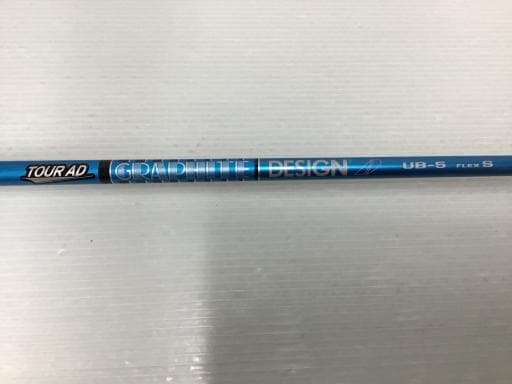 TOUR AD GRAPHITE DESIGN UB-5 FLEX S